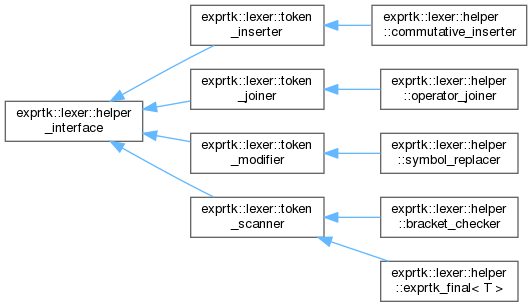 exprtk::lexer::token
_inserter
exprtk::lexer::helper
::commutative_inserter
exprtk::lexer::token
_joiner
exprtk::lexer::helper
::operator_joiner
exprtk::lexer::helper
_interface
exprtk::lexer::token
_modifier
exprtk::lexer::helper
::symbol_replacer
exprtk::lexer::token
_scanner
exprtk::lexer::helper
::bracket_checker
exprtk::lexer::helper
::exprtk_final< T >